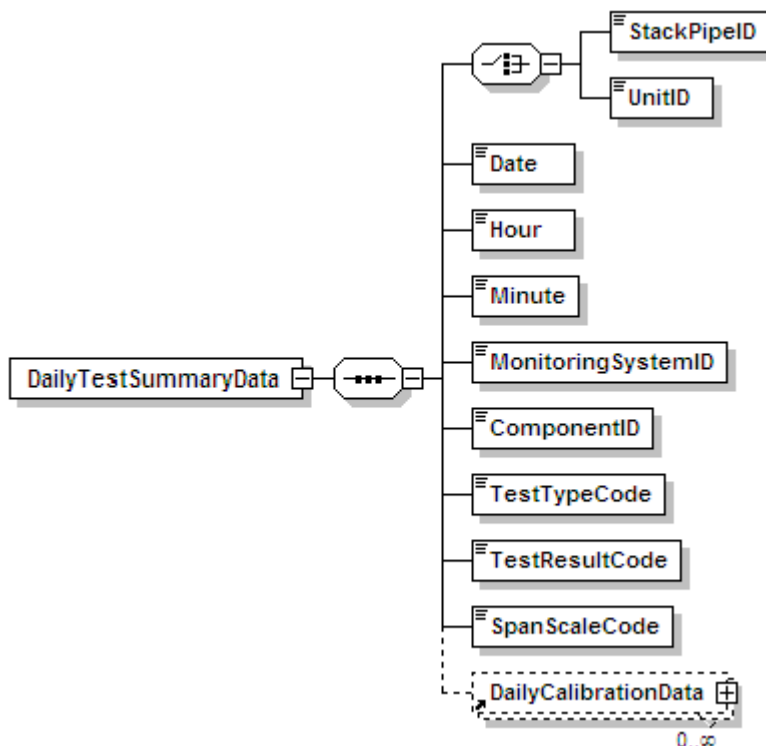 StackPipeID
UnitID
Date
Hour
Minute
MonitoringSystemID
DailyTestSummaryData
ComponentID
TestTypeCode
TestResultCode
SpanScaleCode
DailyCalibrationData
0..∞